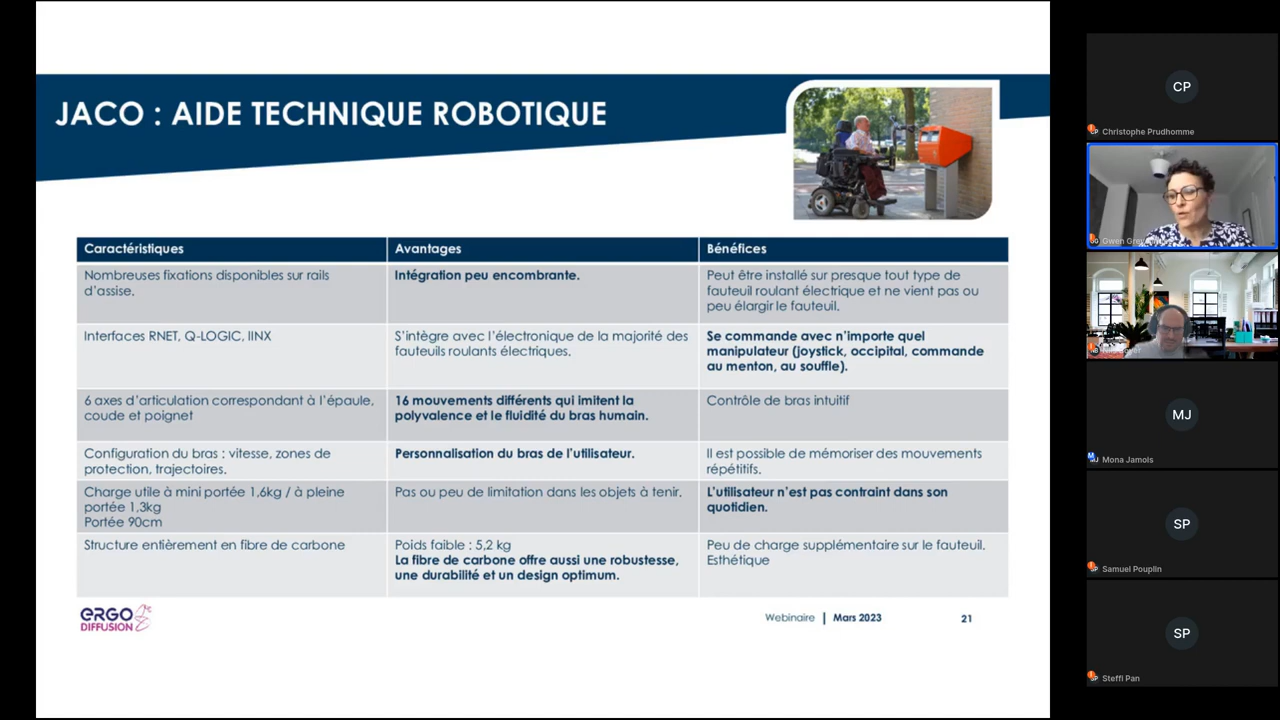 JACO : AIDE TECHNIQUE ROBOTIQUE
Caractéristiques
Avantages
Bénéfices
Nombreuses fixations disponibles sur rails
d'assise.
Intégration peu encombrante.
Peut être installé sur presque tout type de
fauteuil roulant électrique et ne vient pas ou
peu élargir le fauteuil.
Interfaces RNET, Q-LOGIC, IINX
S'intègre avec l'électronique de la majorité des
fauteuils roulants électriques.
Se commande avec n'importe quel
manipulateur (joystick, occipital, commande
au menton, au souffle).
6 axes d'articulation correspondant à l'épaule,
coude et poignet
16 mouvements différents qui imitent la
polyvalence et le fluidité du bras humain.
Contrôle de bras intuitif
Configuration du bras : vitesse, zones de
protection, trajectoires.
Personnalisation du bras de l'utilisateur.
Il est possible de mémoriser des mouvements
répétitifs.
Charge utile à mini portée 1,6kg / à pleine
portée 1,3kg
Portée 90cm
Pas ou peu de limitation dans les objets à tenir.
L'utilisateur n'est pas contraint dans son
quotidien.
Structure entièrement en fibre de carbone
Poids faible : 5,2 kg
La fibre de carbone offre aussi une robustesse,
une durabilité et un design optimum.
Peu de charge supplémentaire sur le fauteuil.
Esthétique
ERGO
DIFFUSION
Webinaire | Mars 2023
21
CP
Christophe Prudhomme
Gwen
MJ
Mona Jamois
SP
Samuel Pouplin
SP
Steffi Pan